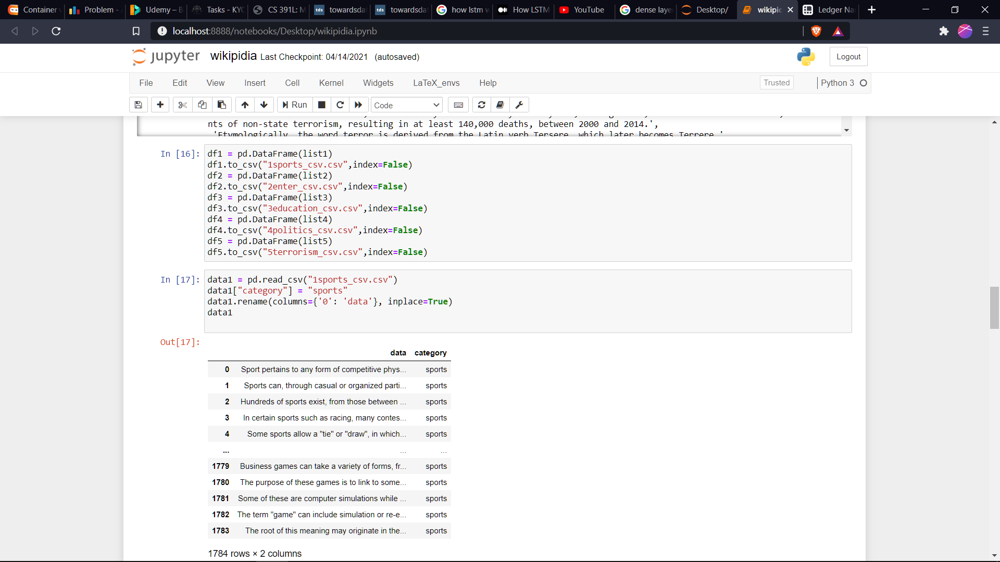 Container
Problem -
Udemy – B
Tasks - KYC
CS 391L: M
tds towardsda
tds towardsda
how lstm w
How LSTM
YouTube
dense laye
Desktop/
wikipid
Ledger Na
localhost:8888/notebooks/Desktop/wikipidia.ipynb
jupyter wikipidia Last Checkpoint: 04/14/2021 (autosaved)
Logout
File Edit View Insert Cell Kernel Widgets LaTeX_envs Help
Trusted
Python 3
Run
Code
nts of non-state terrorism, resulting in at least 140,000 deaths, between 2000 and 2014.',
'Etymologically, the word terror is derived from the Latin verb Tersere, which later becomes Terrere.'
In [16]:
df1 = pd.DataFrame(list1)
df1.to_csv("1sports_csv.csv",index=False)
df2 = pd.DataFrame(list2)
df2.to_csv("2enter_csv.csv",index=False)
df3 = pd.DataFrame(list3)
df3.to_csv("3education_csv.csv",index=False)
df4 = pd.DataFrame(list4)
df4.to_csv("4politics_csv.csv",index=False)
df5 = pd.DataFrame(list5)
df5.to_csv("5terrorism_csv.csv",index=False)
In [17]:
data1 = pd.read_csv("1sports_csv.csv")
data1["category"] = "sports"
data1.rename(columns={'0': 'data'}, inplace=True)
data1
Out[17]:
data category
0 Sport pertains to any form of competitive phys... sports
1 Sports can, through casual or organized parti... sports
2 Hundreds of sports exist, from those between ... sports
3 In certain sports such as racing, many contes... sports
4 Some sports allow a "tie" or "draw", in which... sports
... ... ...
1779 Business games can take a variety of forms, fr... sports
1780 The purpose of these games is to link to some... sports
1781 Some of these are computer simulations while ... sports
1782 The term "game" can include simulation or re-e... sports
1783 The root of this meaning may originate in the... sports
1784 rows × 2 columns